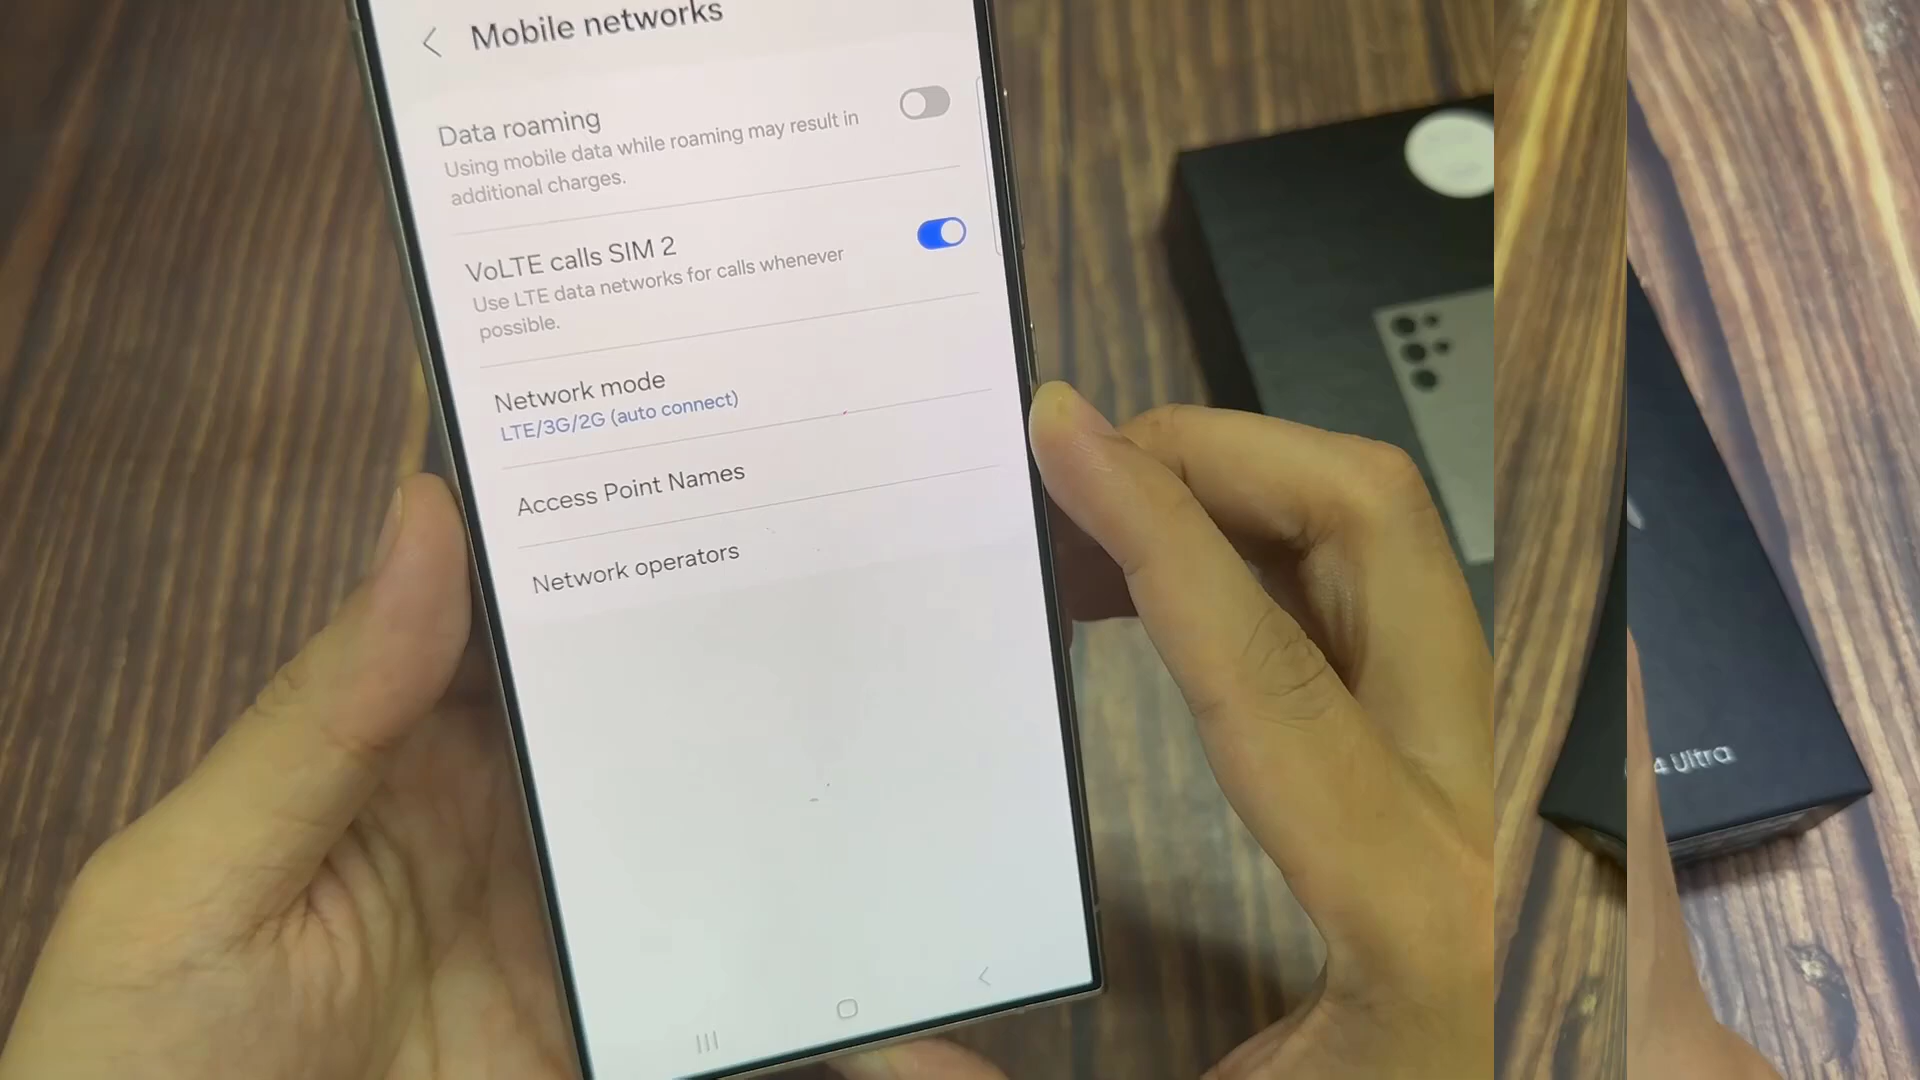 Mobile networks
Data roaming
Using mobile data while roaming may result in
additional charges.
VoLTE calls SIM 2
Use LTE data networks for calls whenever
possible.
Network mode
LTE/3G/2G (auto connect)
Access Point Names
Network operators
4 Ultra